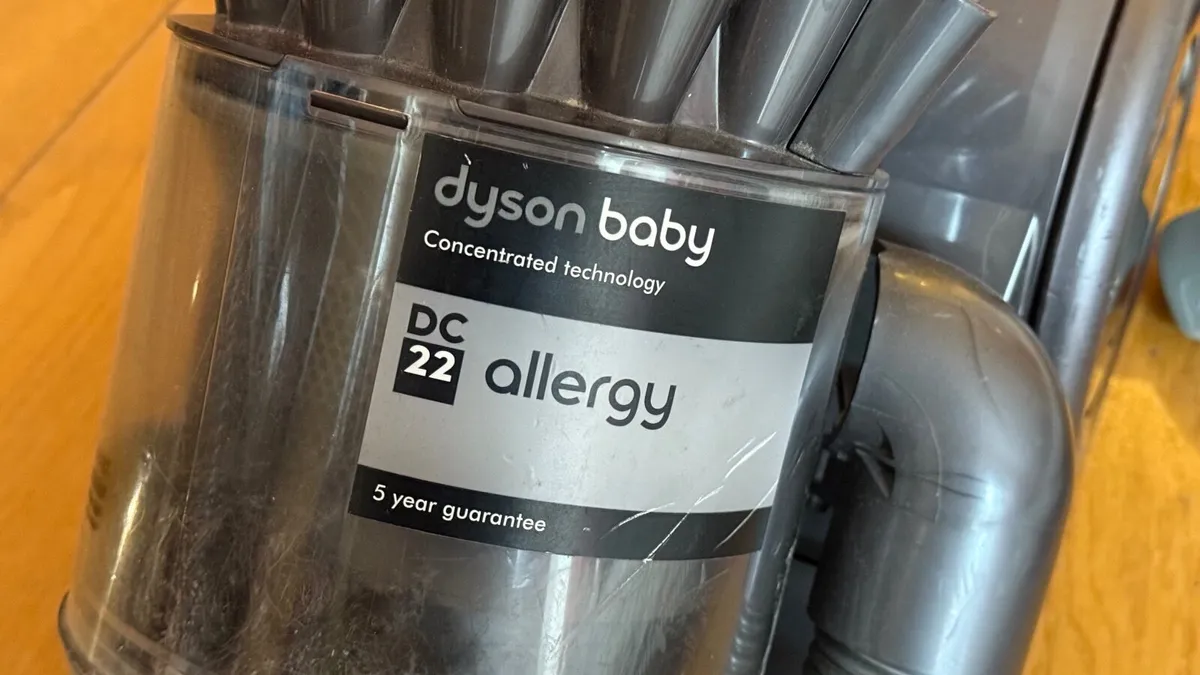 dyson baby
Concentrated technology
DC
22
allergy
5 year guarantee